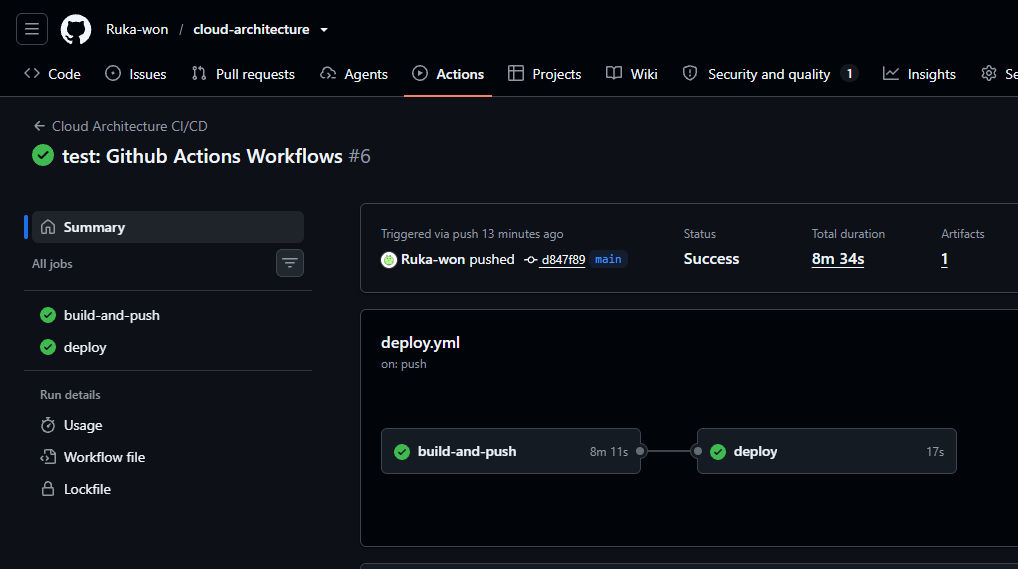 Ruka-won / cloud-architecture
Code Issues Pull requests Agents Actions Projects Wiki Security and quality 1 Insights Se
Cloud Architecture CI/CD
test: Github Actions Workflows #6
Summary
All jobs
build-and-push
deploy
Run details
Usage
Workflow file
Lockfile
Triggered via push 13 minutes ago
Ruka-won pushed d847f89 main
Status
Success
Total duration
8m 34s
Artifacts
1
deploy.yml
on: push
build-and-push 8m 11s
deploy 17s